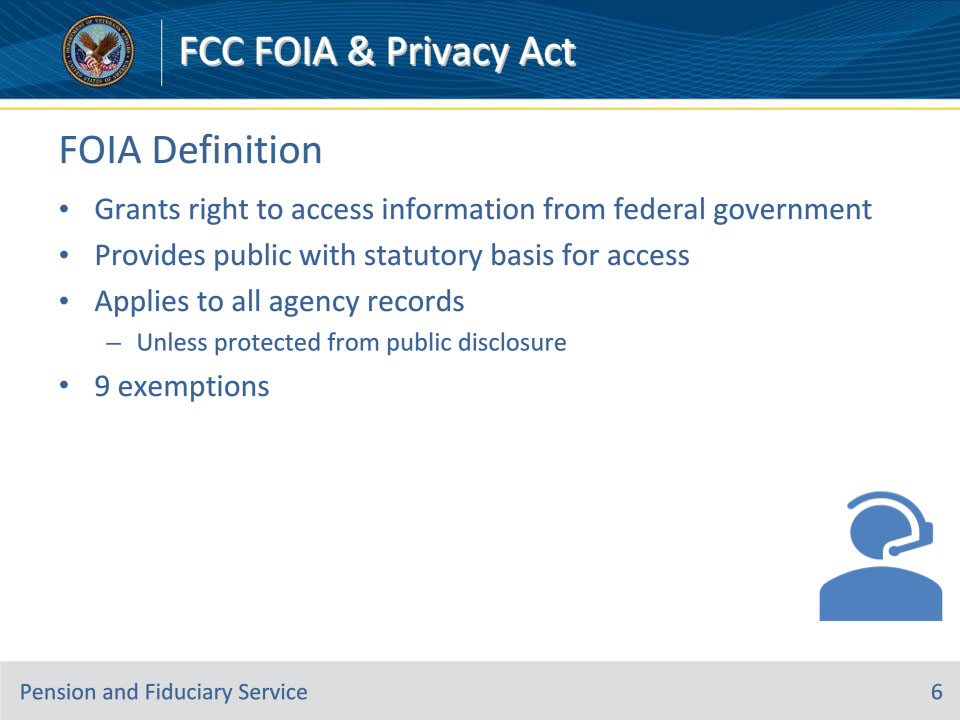 FCC FOIA & Privacy Act
FOIA Definition
• Grants right to access information from federal government
• Provides public with statutory basis for access
• Applies to all agency records
– Unless protected from public disclosure
• 9 exemptions
Pension and Fiduciary Service
6